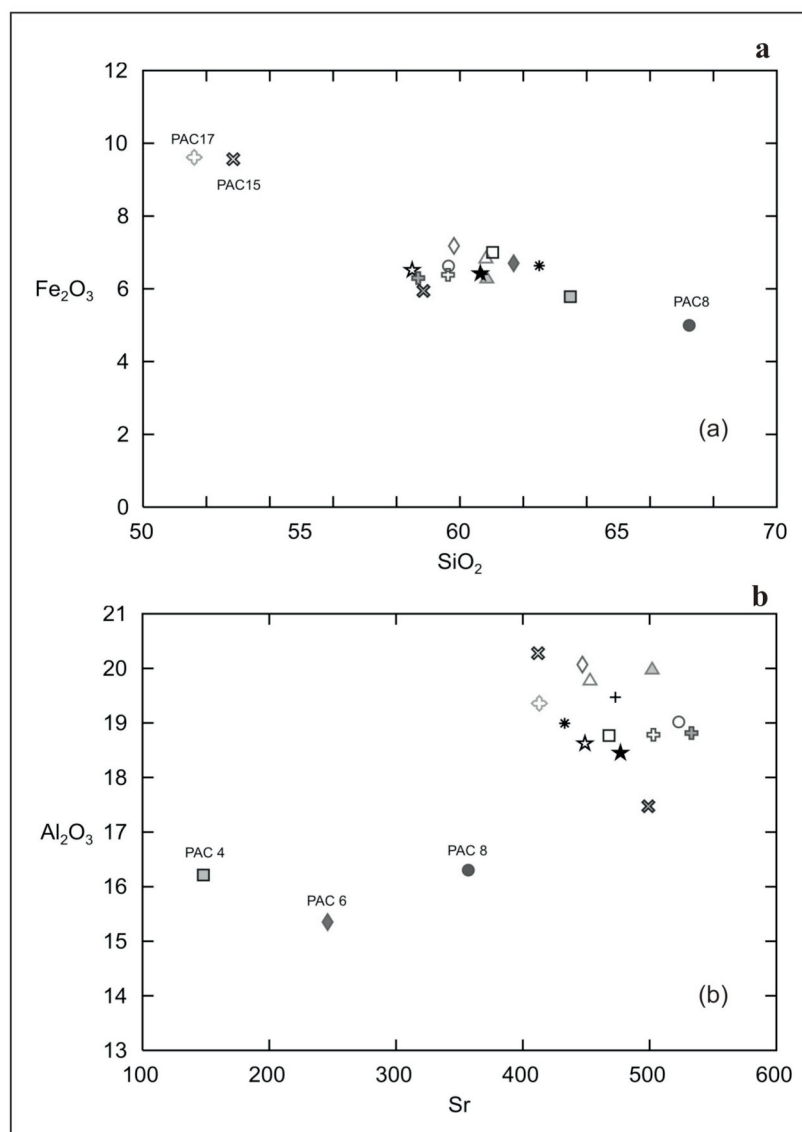 a
12
PAC17
10
PAC15
8
Fe₂O₃
6
PAC8
4
(a)
2
0
50 55 60 65 70
SiO₂
b
21
20
19
18
17
Al₂O₃
PAC 4
PAC 8
16
PAC 6
15
14
(b)
13
100 200 300 400 500 600
Sr